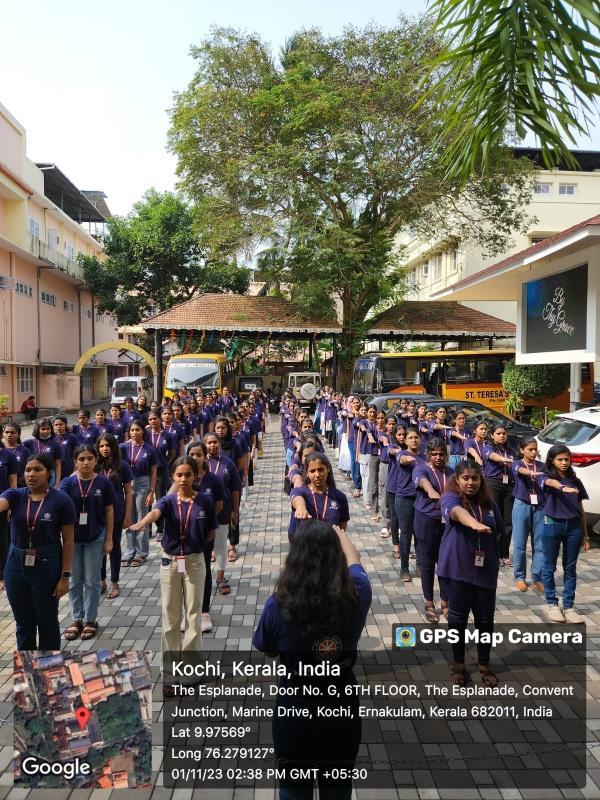 By
Thy Grace
ST. TERESA'S
GPS Map Camera
Kochi, Kerala, India
The Esplanade, Door No. G, 6TH FLOOR, The Esplanade, Convent
Junction, Marine Drive, Kochi, Ernakulam, Kerala 682011, India
Lat 9.97569°
Long 76.279127°
01/11/23 02:38 PM GMT +05:30
Google